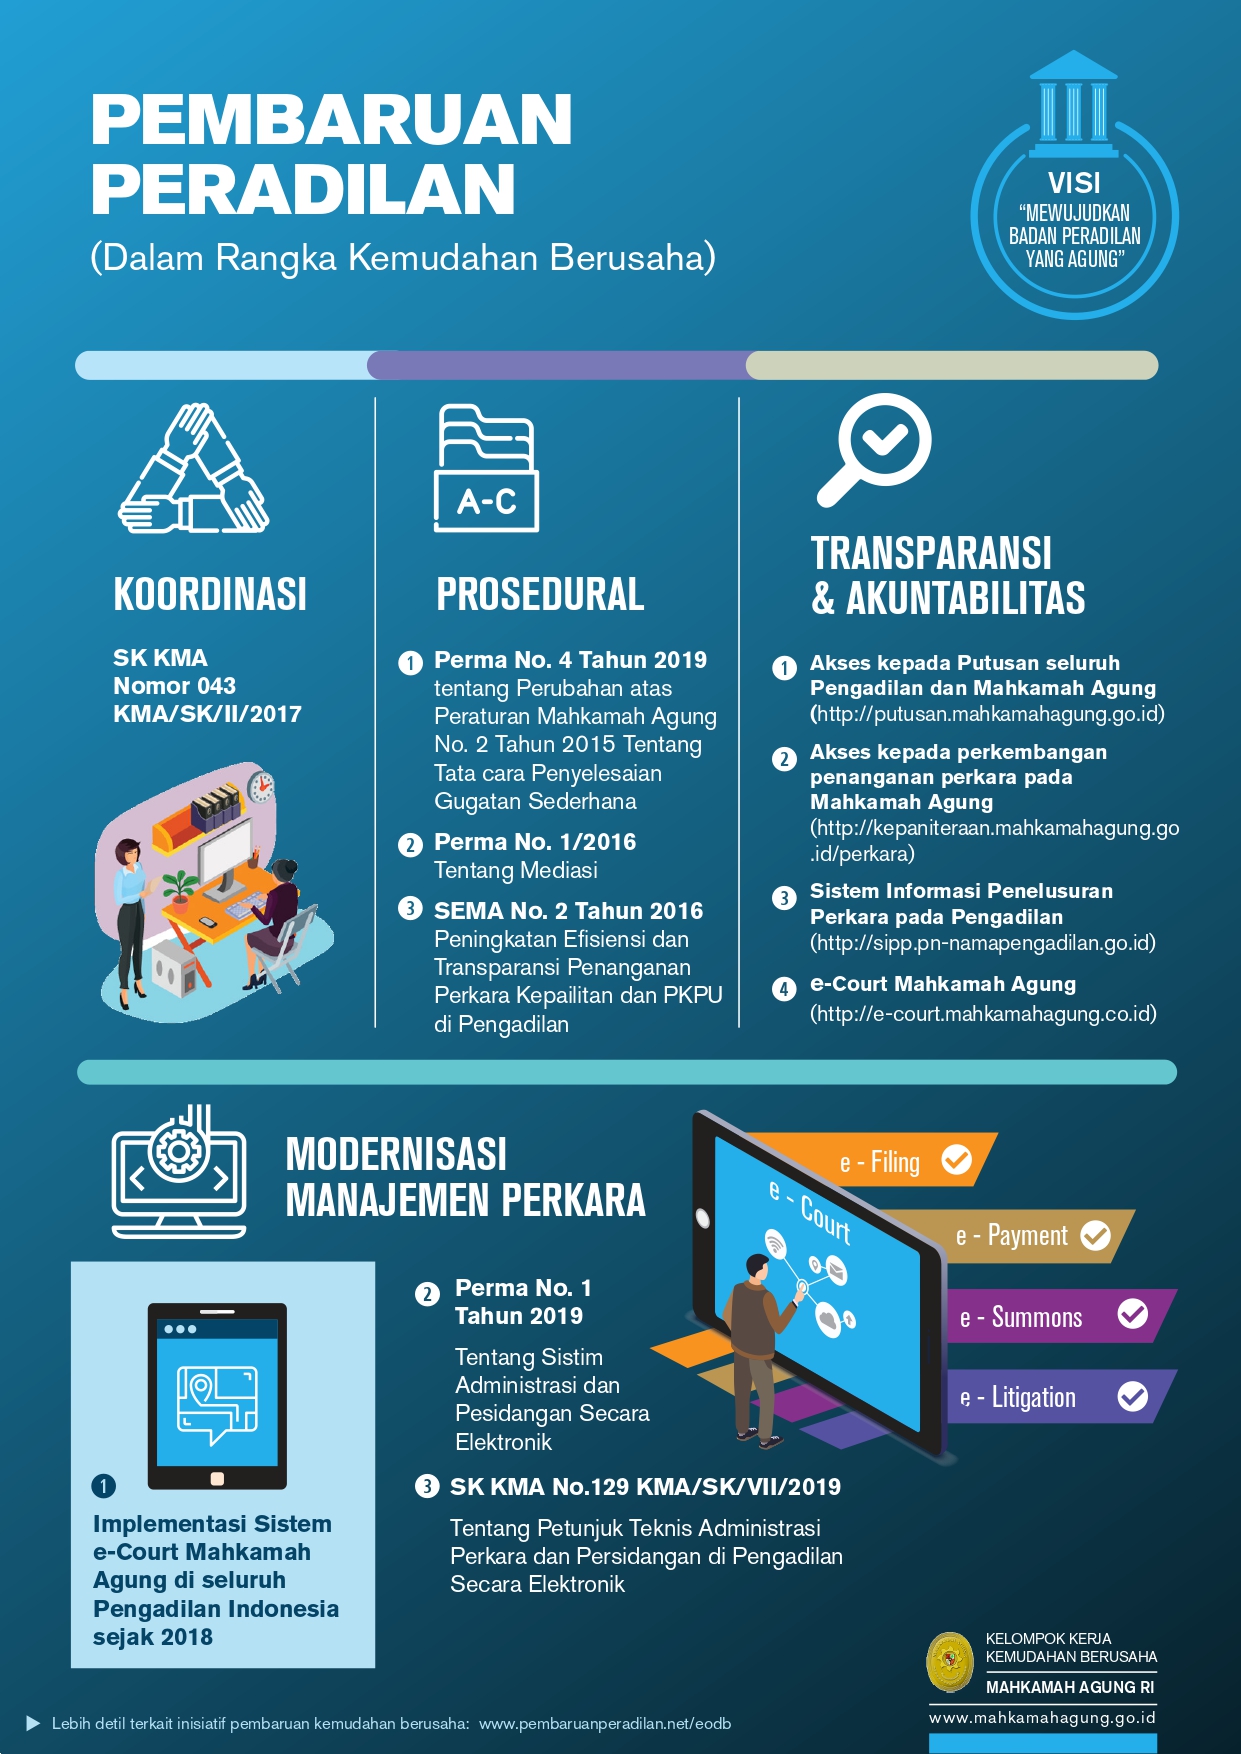 PEMBARUAN
PERADILAN
(Dalam Rangka Kemudahan Berusaha)
VISI
“MEWUJUDKAN
BADAN PERADILAN
YANG AGUNG”
KOORDINASI
SK KMA
Nomor 043
KMA/SK/II/2017
A-C
PROSEDURAL
1 Perma No. 4 Tahun 2019
tentang Perubahan atas
Peraturan Mahkamah Agung
No. 2 Tahun 2015 Tentang
Tata cara Penyelesaian
Gugatan Sederhana
2 Perma No. 1/2016
Tentang Mediasi
3 SEMA No. 2 Tahun 2016
Peningkatan Efisiensi dan
Transparansi Penanganan
Perkara Kepailitan dan PKPU
di Pengadilan
TRANSPARANSI
& AKUNTABILITAS
1 Akses kepada Putusan seluruh
Pengadilan dan Mahkamah Agung
(http://putusan.mahkamahagung.go.id)
2 Akses kepada perkembangan
penanganan perkara pada
Mahkamah Agung
(http://kepaniteraan.mahkamahagung.go
.id/perkara)
3 Sistem Informasi Penelusuran
Perkara pada Pengadilan
(http://sipp.pn-namapengadilan.go.id)
4 e-Court Mahkamah Agung
(http://e-court.mahkamahagung.co.id)
MODERNISASI
MANAJEMEN PERKARA
1
Implementasi Sistem
e-Court Mahkamah
Agung di seluruh
Pengadilan Indonesia
sejak 2018
2 Perma No. 1
Tahun 2019
Tentang Sistim
Administrasi dan
Pesidangan Secara
Elektronik
3 SK KMA No.129 KMA/SK/VII/2019
Tentang Petunjuk Teknis Administrasi
Perkara dan Persidangan di Pengadilan
Secara Elektronik
e - Court
e - Filing
e - Payment
e - Summons
e - Litigation
KELOMPOK KERJA
KEMUDAHAN BERUSAHA
MAHKAMAH AGUNG RI
www.mahkamahagung.go.id
Lebih detil terkait inisiatif pembaruan kemudahan berusaha: www.pembaruanperadilan.net/eodb